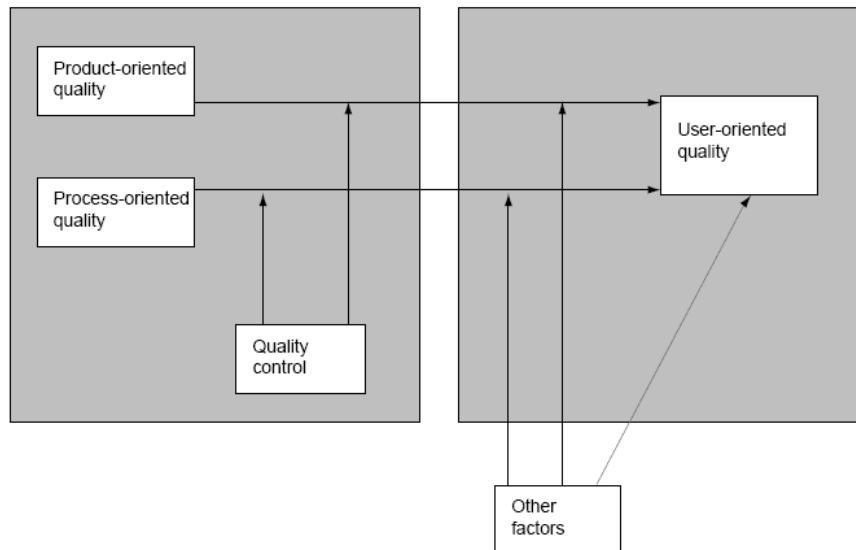 Product-oriented
quality
User-oriented
quality
Process-oriented
quality
Quality
control
Other
factors